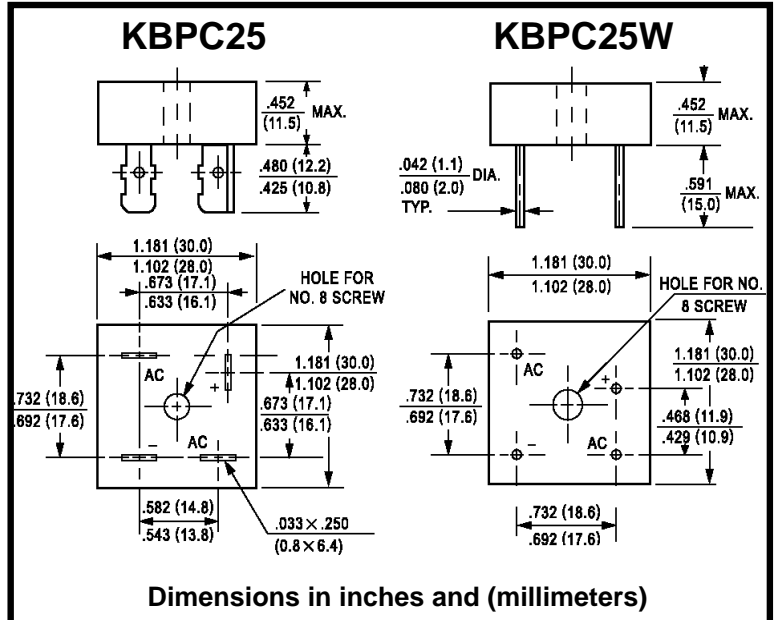 KBPC25
KBPC25W
.452
(11.5)
MAX.
.480 (12.2)
.425 (10.8)
1.181 (30.0)
1.102 (28.0)
.673 (17.1)
.633 (16.1)
HOLE FOR
NO. 8 SCREW
AC
+
1.181 (30.0)
1.102 (28.0)
.732 (18.6)
.692 (17.6)
.673 (17.1)
.633 (16.1)
−
AC
.582 (14.8)
.543 (13.8)
.033 × .250
(0.8 × 6.4)
.452
(11.5)
MAX.
.042 (1.1)
.080 (2.0)
DIA.
TYP.
.591
(15.0)
MAX.
1.181 (30.0)
1.102 (28.0)
HOLE FOR NO.
8 SCREW
AC
+
1.181 (30.0)
1.102 (28.0)
.732 (18.6)
.692 (17.6)
.468 (11.9)
.429 (10.9)
−
AC
.732 (18.6)
.692 (17.6)
Dimensions in inches and (millimeters)